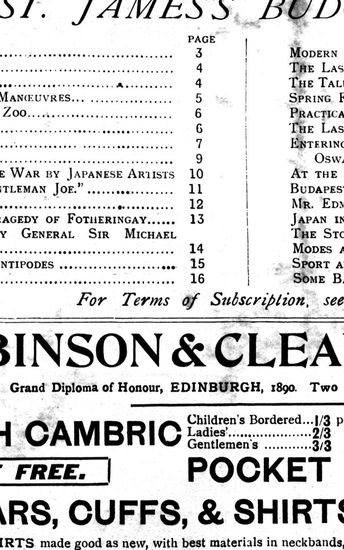 ST. JAMES'S BUD
PAGE
3 MODERN
4 THE LAS
4 THE TAL
MANŒUVRES... 5 SPRING F
ZOO 6 PRACTICA
6 THE LAS
7 ENTERING
9 OSWA
E WAR BY JAPANESE ARTISTS 10 AT THE
NTLEMAN JOE." 11 BUDAPEST
12 MR. EDM
RAGEDY OF FOTHERINGAY...... 13 JAPAN IN
Y GENERAL SIR MICHAEL THE STO
14 MODES A
NTIPODES 15 SPORT A
16 SOME BA
For Terms of Subscription, see
BINSON & CLEA
Grand Diploma of Honour, EDINBURGH, 1890. Two
H CAMBRIC
Children's Bordered...1/3 p
Ladies'...................2/3
Gentlemen's ............3/3
FREE.
POCKET
ARS, CUFFS, & SHIRTS
IRTS made good as new, with best materials in neckbands,